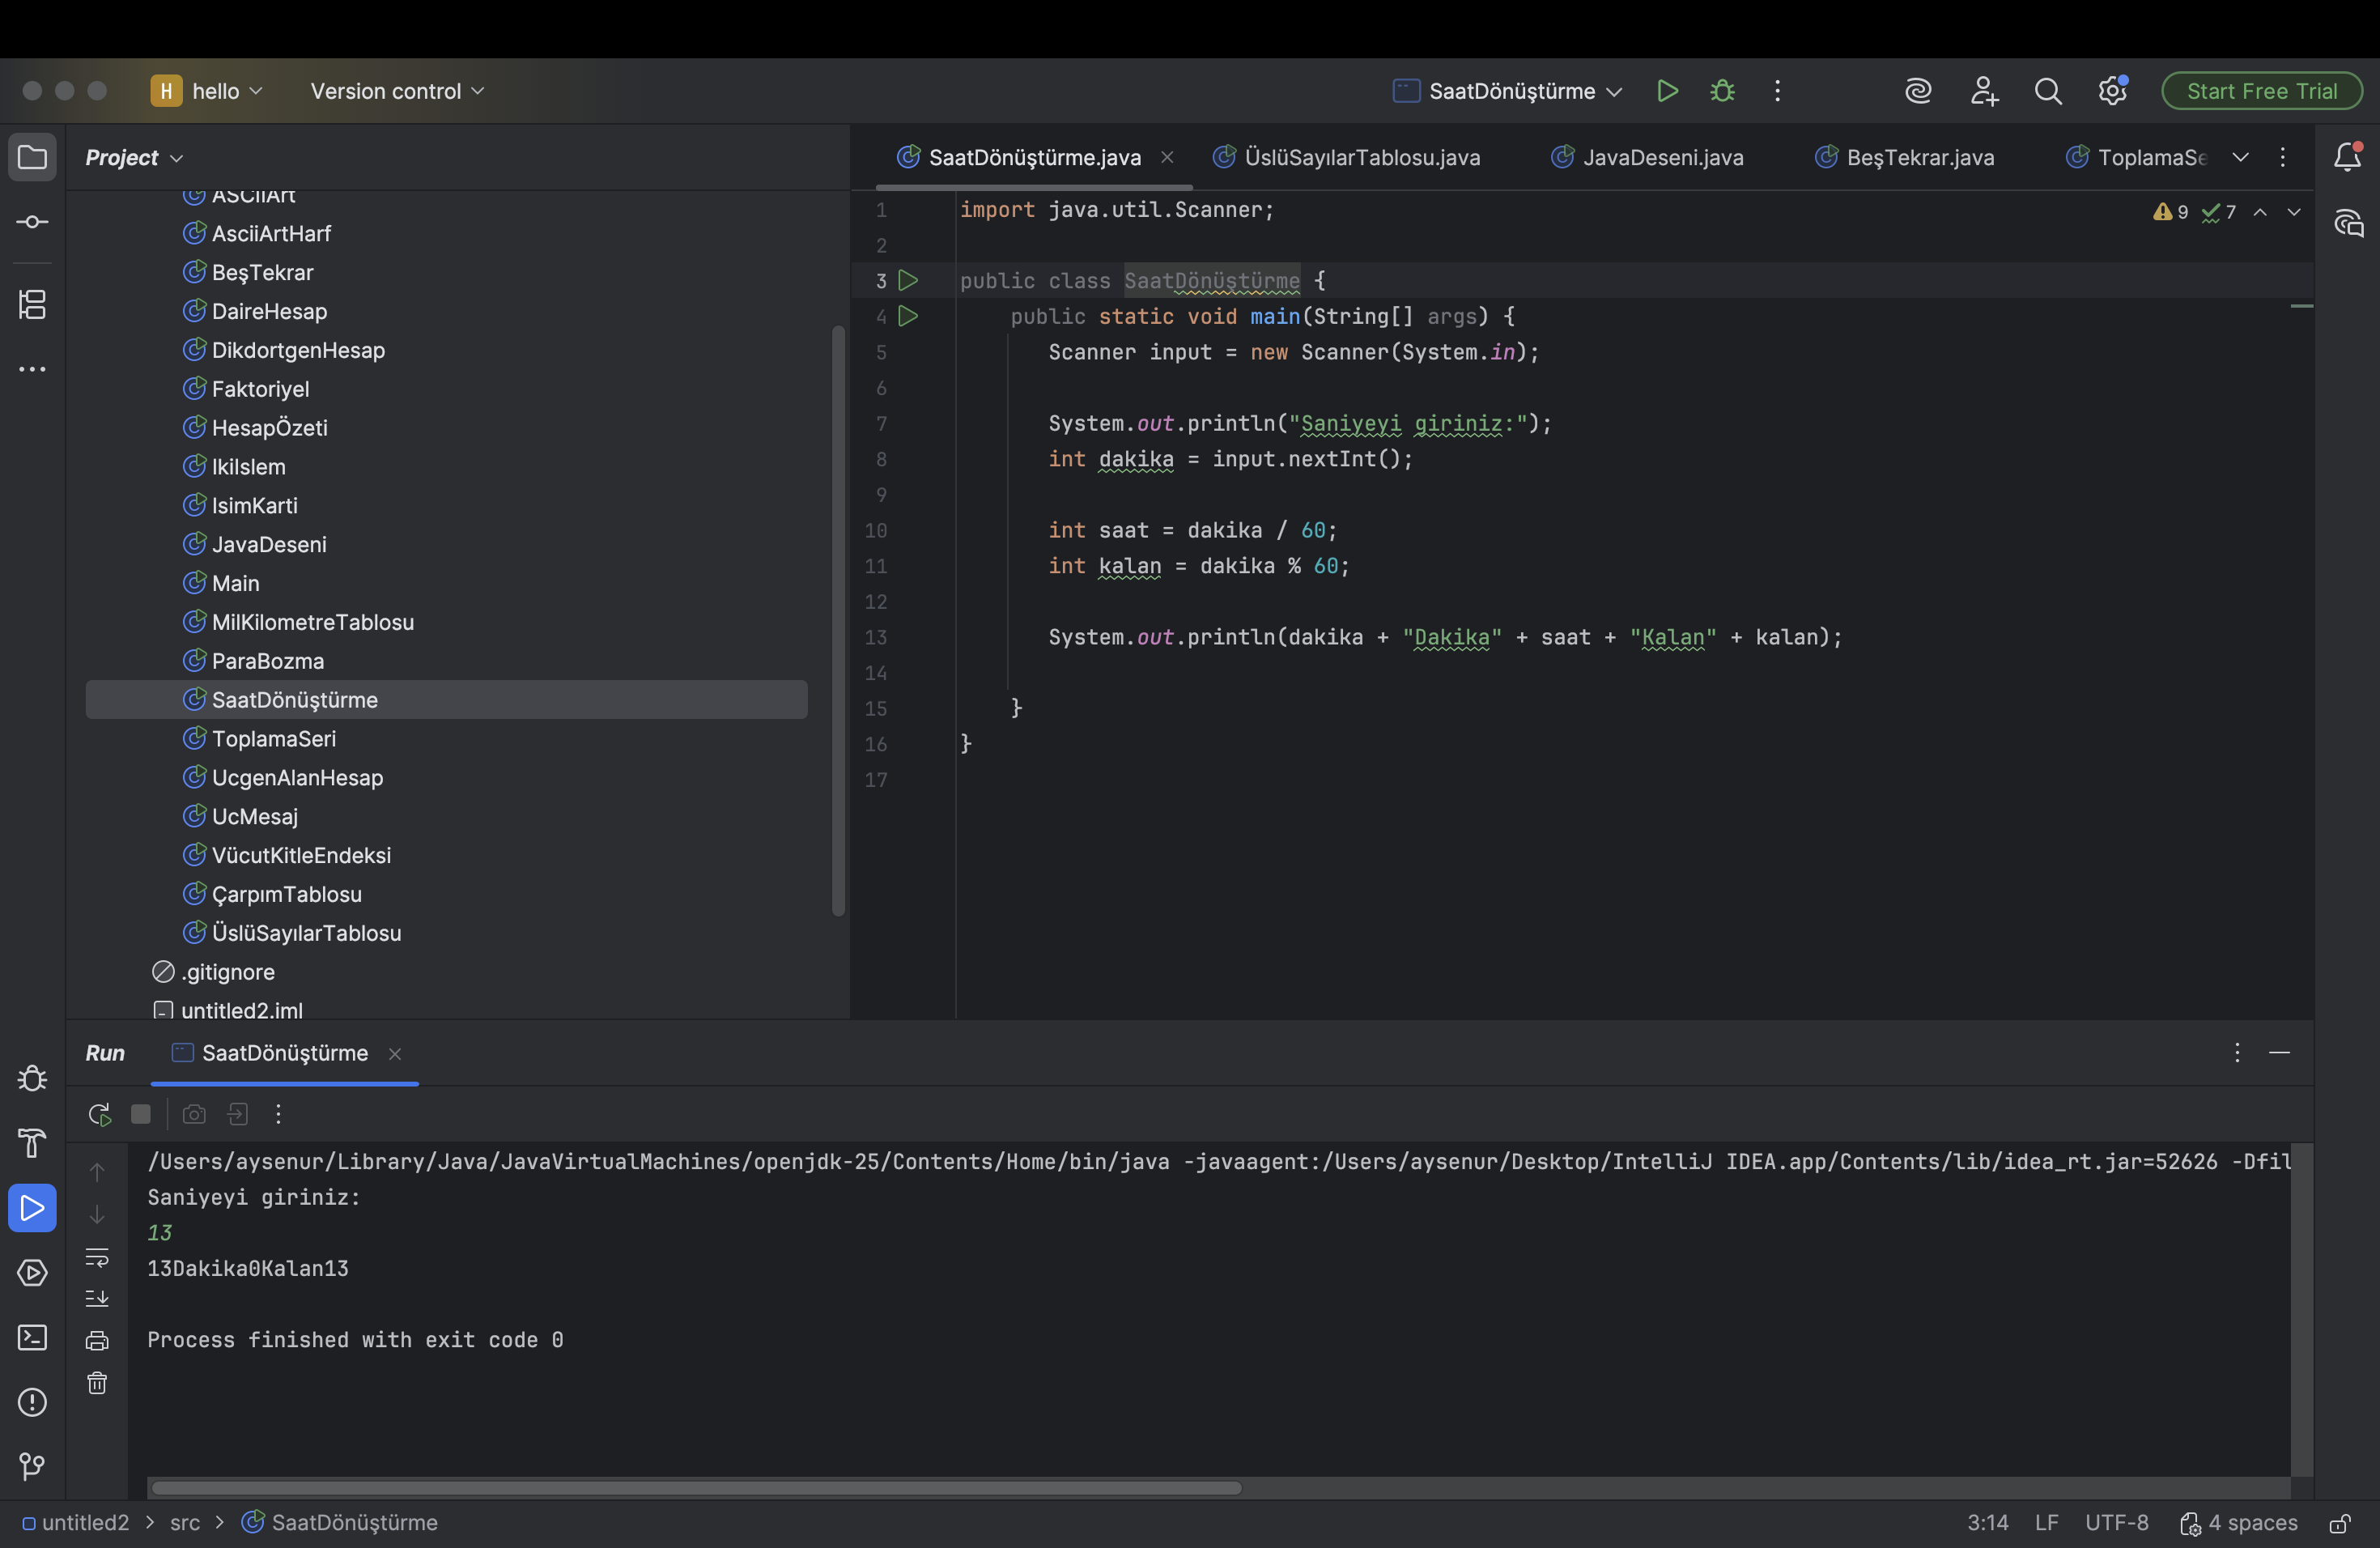 H hello Version control SaatDönüştürme Start Free Trial
Project
SaatDönüştürme.java ÜslüSayılarTablosu.java JavaDeseni.java BeşTekrar.java ToplamaSe
ASCIIArt
AsciiArtHarf
BeşTekrar
DaireHesap
DikdortgenHesap
Faktoriyel
HesapÖzeti
IkiIslem
IsimKarti
JavaDeseni
Main
MilKilometreTablosu
ParaBozma
SaatDönüştürme
ToplamaSeri
UcgenAlanHesap
UcMesaj
VücutKitleEndeksi
ÇarpımTablosu
ÜslüSayılarTablosu
.gitignore
untitled2.iml
9 7
1 import java.util.Scanner;
2
3 public class SaatDönüştürme {
4 public static void main(String[] args) {
5 Scanner input = new Scanner(System.in);
6
7 System.out.println("Saniyeyi giriniz:");
8 int dakika = input.nextInt();
9
10 int saat = dakika / 60;
11 int kalan = dakika % 60;
12
13 System.out.println(dakika + "Dakika" + saat + "Kalan" + kalan);
14
15 }
16 }
17
Run SaatDönüştürme
/Users/aysenur/Library/Java/JavaVirtualMachines/openjdk-25/Contents/Home/bin/java -javaagent:/Users/aysenur/Desktop/IntelliJ IDEA.app/Contents/lib/idea_rt.jar=52626 -Dfil
Saniyeyi giriniz:
13
13Dakika0Kalan13
Process finished with exit code 0
untitled2 > src > SaatDönüştürme 3:14 LF UTF-8 4 spaces